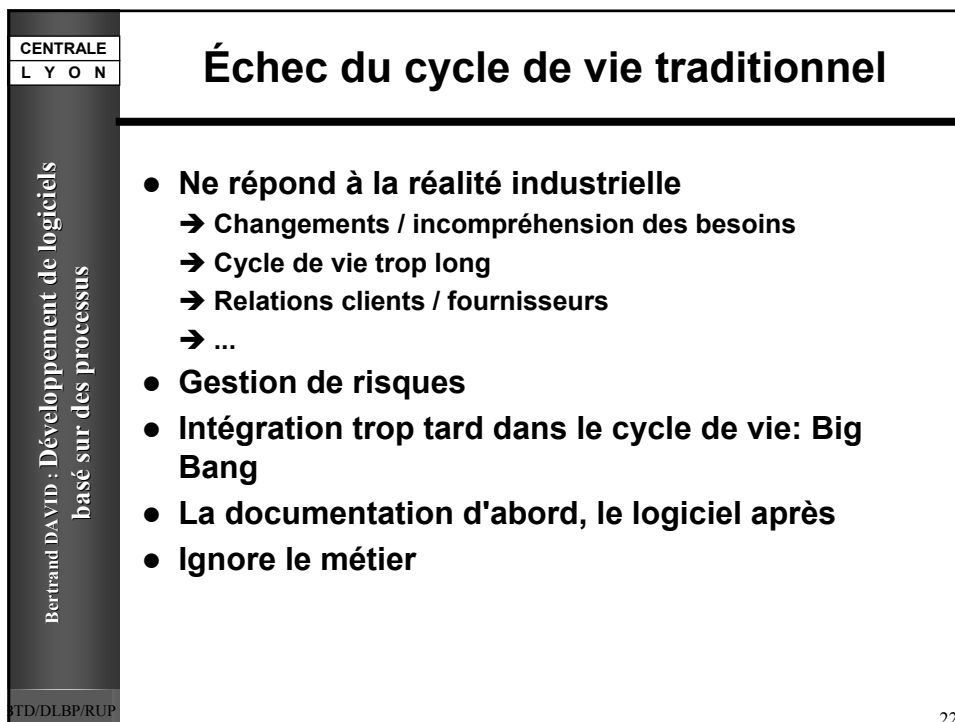 CENTRALE
L Y O N
Échec du cycle de vie traditionnel
Bertrand DAVID : Développement de logiciels
basé sur des processus
● Ne répond à la réalité industrielle
➔ Changements / incompréhension des besoins
➔ Cycle de vie trop long
➔ Relations clients / fournisseurs
➔ ...
● Gestion de risques
● Intégration trop tard dans le cycle de vie: Big
Bang
● La documentation d'abord, le logiciel après
● Ignore le métier
BTD/DLBP/RUP
22